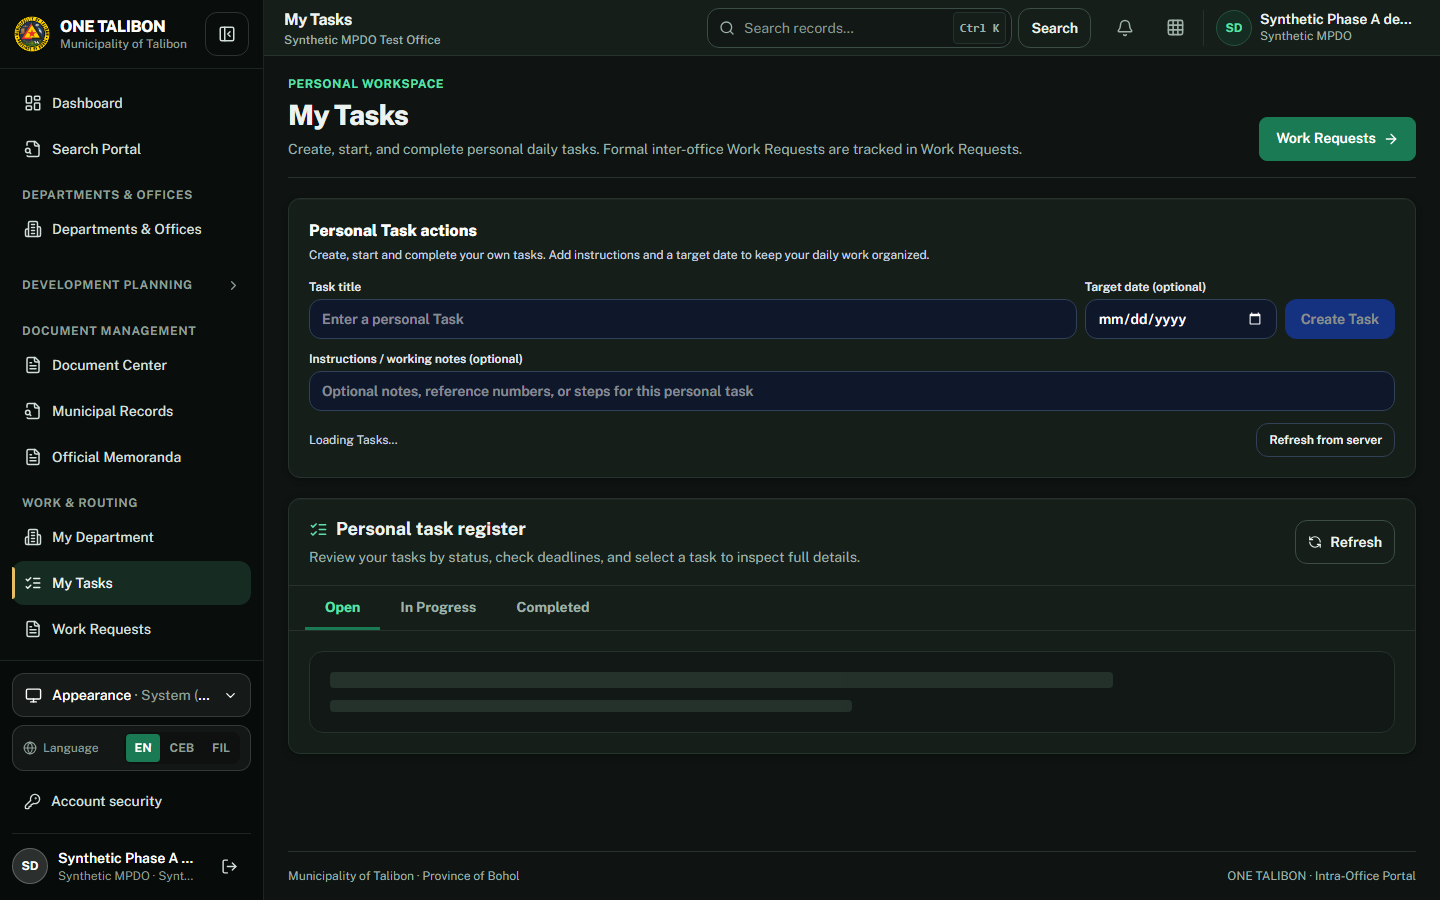 ONE TALIBON
Municipality of Talibon
My Tasks
Synthetic MPDO Test Office
Search records...
Ctrl K
Search
SD
Synthetic Phase A de...
Synthetic MPDO
Dashboard
Search Portal
DEPARTMENTS & OFFICES
Departments & Offices
DEVELOPMENT PLANNING
DOCUMENT MANAGEMENT
Document Center
Municipal Records
Official Memoranda
WORK & ROUTING
My Department
My Tasks
Work Requests
Appearance · System (...
Language
EN
CEB
FIL
Account security
SD
Synthetic Phase A ...
Synthetic MPDO · Synt...
PERSONAL WORKSPACE
My Tasks
Create, start, and complete personal daily tasks. Formal inter-office Work Requests are tracked in Work Requests.
Work Requests
Personal Task actions
Create, start and complete your own tasks. Add instructions and a target date to keep your daily work organized.
Task title
Enter a personal Task
Target date (optional)
mm/dd/yyyy
Create Task
Instructions / working notes (optional)
Optional notes, reference numbers, or steps for this personal task
Loading Tasks...
Refresh from server
Personal task register
Review your tasks by status, check deadlines, and select a task to inspect full details.
Refresh
Open
In Progress
Completed
Municipality of Talibon · Province of Bohol
ONE TALIBON · Intra-Office Portal